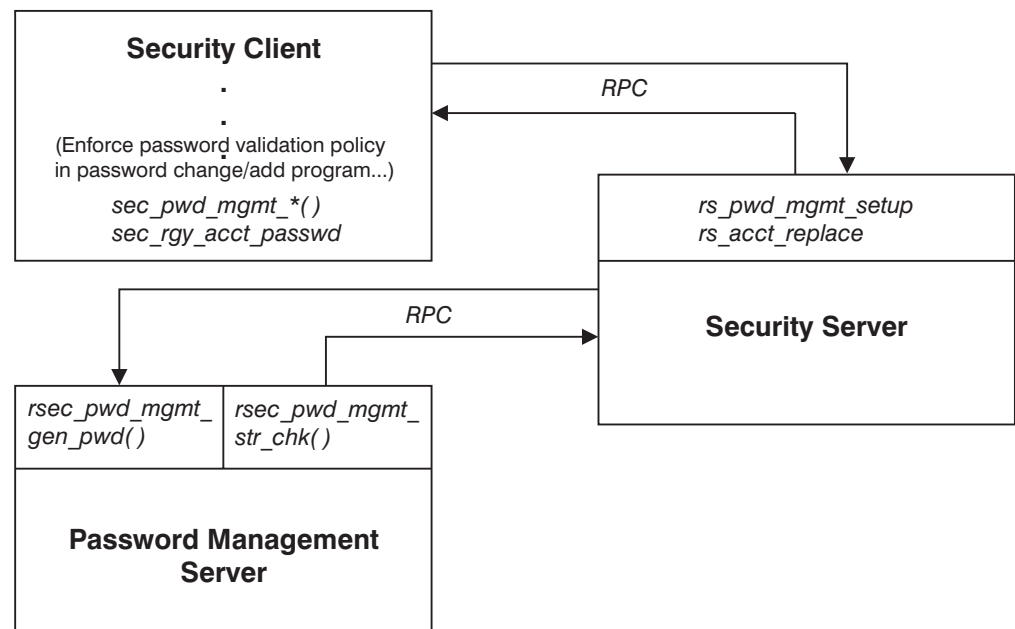 Security Client
.
.
.
(Enforce password validation policy
in password change/add program...)
sec_pwd_mgmt_*( )
sec_rgy_acct_passwd
RPC
rs_pwd_mgmt_setup
rs_acct_replace
Security Server
RPC
rsec_pwd_mgmt_
gen_pwd( )
rsec_pwd_mgmt_
str_chk( )
Password Management
Server